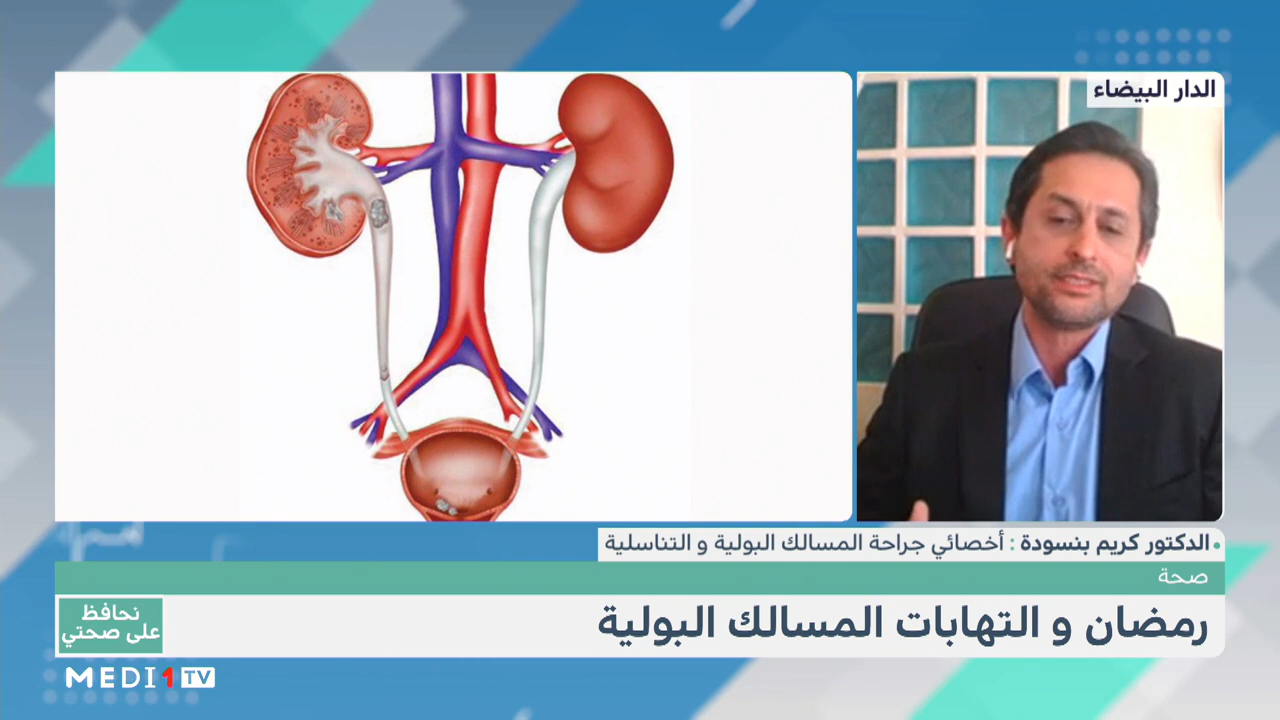 الدار البيضاء
• الدكتور كريم بنسودة : أخصائي جراحة المسالك البولية و التناسلية
صحة
رمضان و التهابات المسالك البولية
نحافظ
على صحتي
MEDI1TV